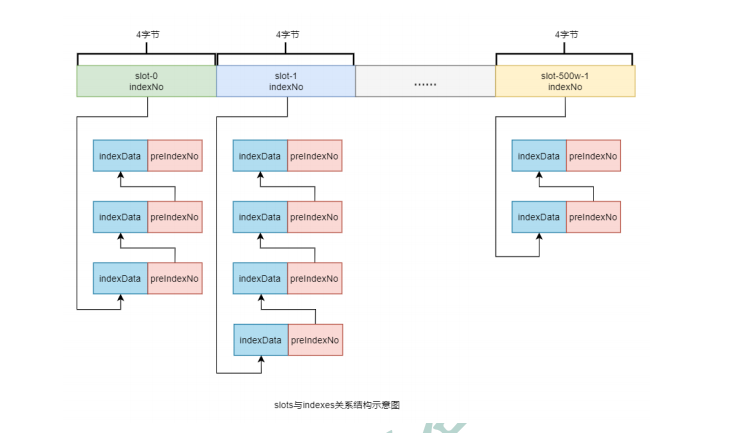 4字节
4字节
4字节
slot-0
indexNo
slot-1
indexNo
......
slot-500w-1
indexNo
indexData preIndexNo
indexData preIndexNo
indexData preIndexNo
indexData preIndexNo
indexData preIndexNo
indexData preIndexNo
indexData preIndexNo
indexData preIndexNo
indexData preIndexNo
slots与indexes关系结构示意图